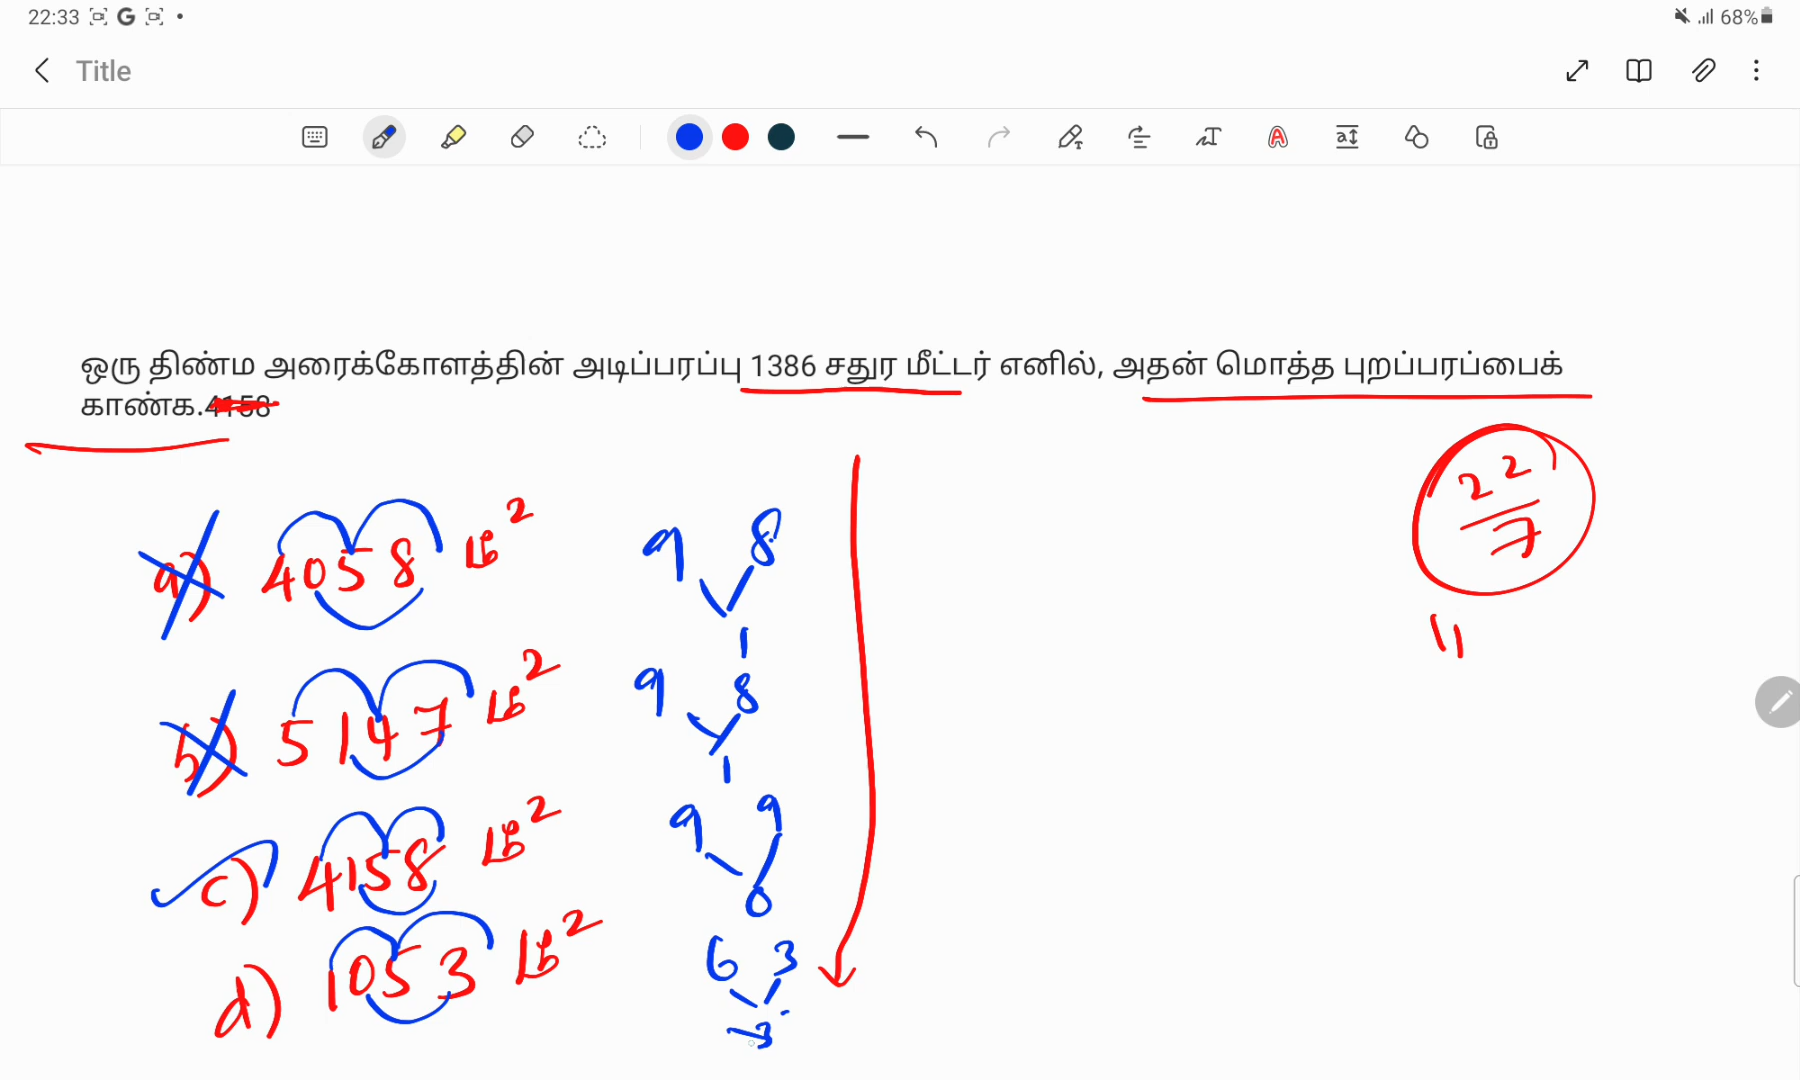 22:33
68%
Title
ஒரு திண்ம அரைக்கோளத்தின் அடிப்பரப்பு 1386 சதுர மீட்டர் எனில், அதன் மொத்த புறப்பரப்பைக்
காண்க.4158
22
7
11
a) 4058 மீ2
9 8
1
b) 5147 மீ2
9 8
1
c) 4158 மீ2
9 9
0
d) 1053 மீ2
6 3
3